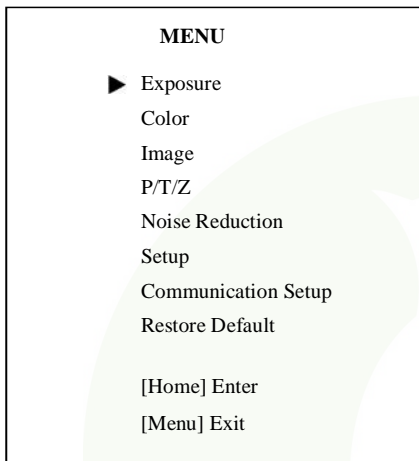 MENU
Exposure
Color
Image
P/T/Z
Noise Reduction
Setup
Communication Setup
Restore Default
[Home] Enter
[Menu] Exit